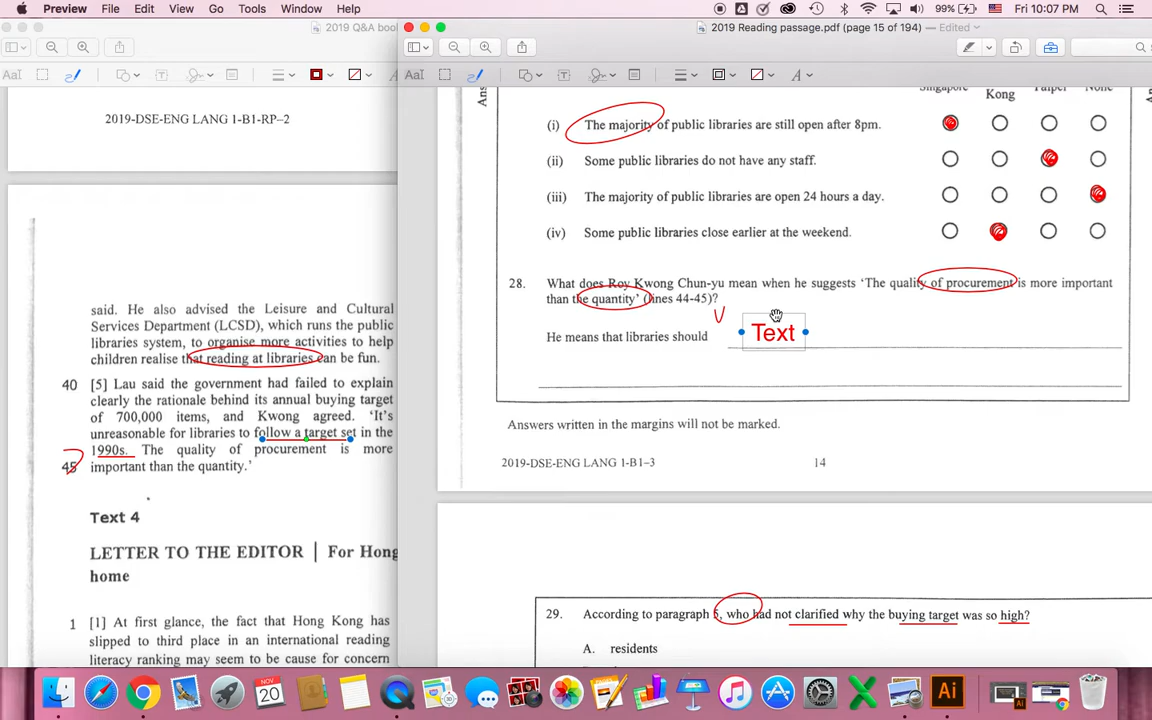 Preview File Edit View Go Tools Window Help 99% Fri 10:07 PM
2019 Q&A boo
2019 Reading passage.pdf (page 15 of 194) — Edited
2019-DSE-ENG LANG 1-B1-RP–2
said. He also advised the Leisure and Cultural
Services Department (LCSD), which runs the public
libraries system, to organise more activities to help
children realise that reading at libraries can be fun.
40 [5] Lau said the government had failed to explain
clearly the rationale behind its annual buying target
of 700,000 items, and Kwong agreed. ‘It’s
unreasonable for libraries to follow a target set in the
1990s. The quality of procurement is more
45 important than the quantity.’
Text 4
LETTER TO THE EDITOR | For Hong
home
1 [1] At first glance, the fact that Hong Kong has
slipped to third place in an international reading
literacy ranking may seem to be cause for concern
Singapore Kong Taipei None
(i) The majority of public libraries are still open after 8pm.
(ii) Some public libraries do not have any staff.
(iii) The majority of public libraries are open 24 hours a day.
(iv) Some public libraries close earlier at the weekend.
28. What does Roy Kwong Chun-yu mean when he suggests ‘The quality of procurement is more important
than the quantity’ (lines 44-45)?
He means that libraries should Text
Answers written in the margins will not be marked.
2019-DSE-ENG LANG 1-B1–3 14
29. According to paragraph 5, who had not clarified why the buying target was so high?
A. residents
NOV
20
Ai